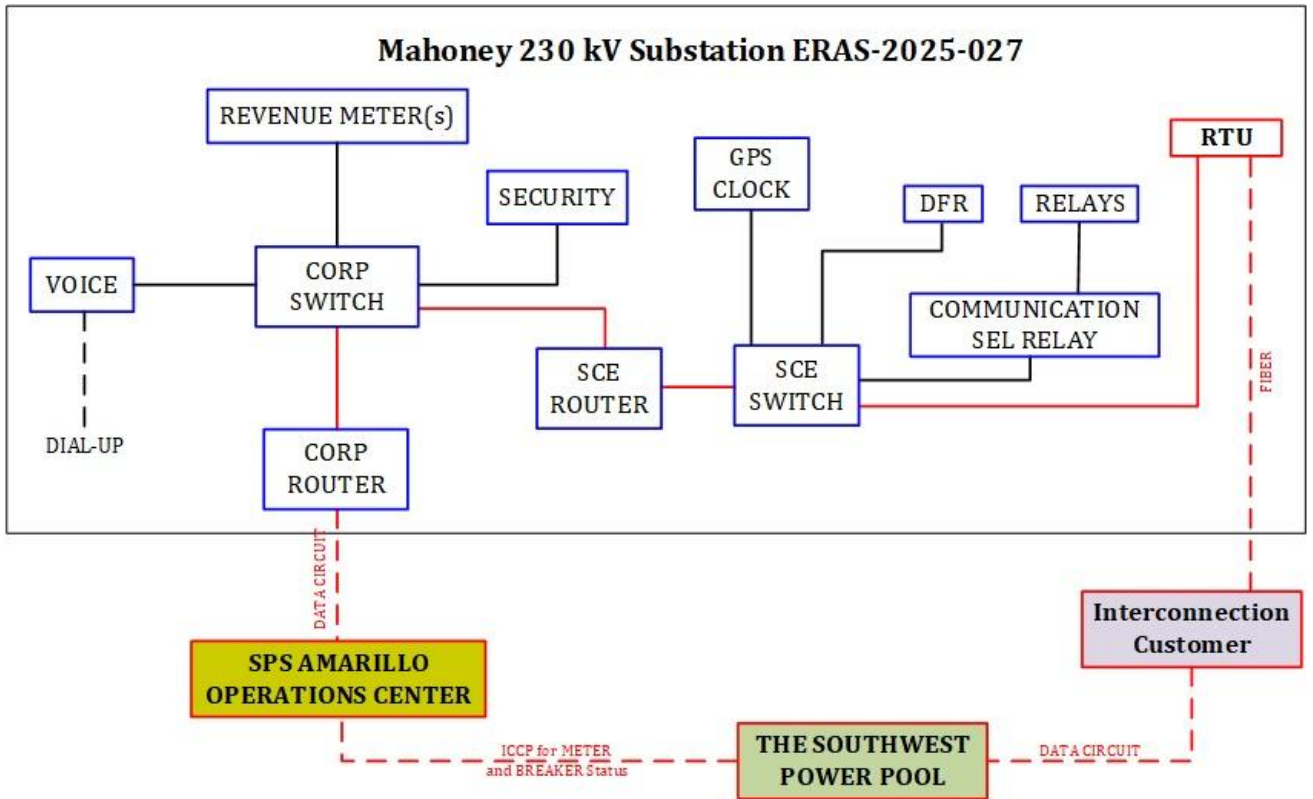 Mahoney 230 kV Substation ERAS-2025-027
REVENUE METER(s)
SECURITY
GPS
CLOCK
DFR
RELAYS
RTU
VOICE
CORP
SWITCH
COMMUNICATION
SEL RELAY
SCE
ROUTER
SCE
SWITCH
FIBER
DIAL-UP
CORP
ROUTER
DATA CIRCUIT
Interconnection
Customer
SPS AMARILLO
OPERATIONS CENTER
ICCP for METER
and BREAKER Status
THE SOUTHWEST
POWER POOL
DATA CIRCUIT